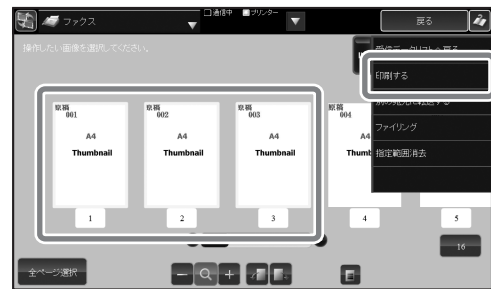 ファクス
通信中
プリンター
戻る
操作したい画像を選択してください。
受信データリストへ戻る
印刷する
ファイリング
指定範囲消去
原稿
001
A4
Thumbnail
1
原稿
002
A4
Thumbnail
2
原稿
003
A4
Thumbnail
3
原稿
004
A4
4
5
16
全ページ選択